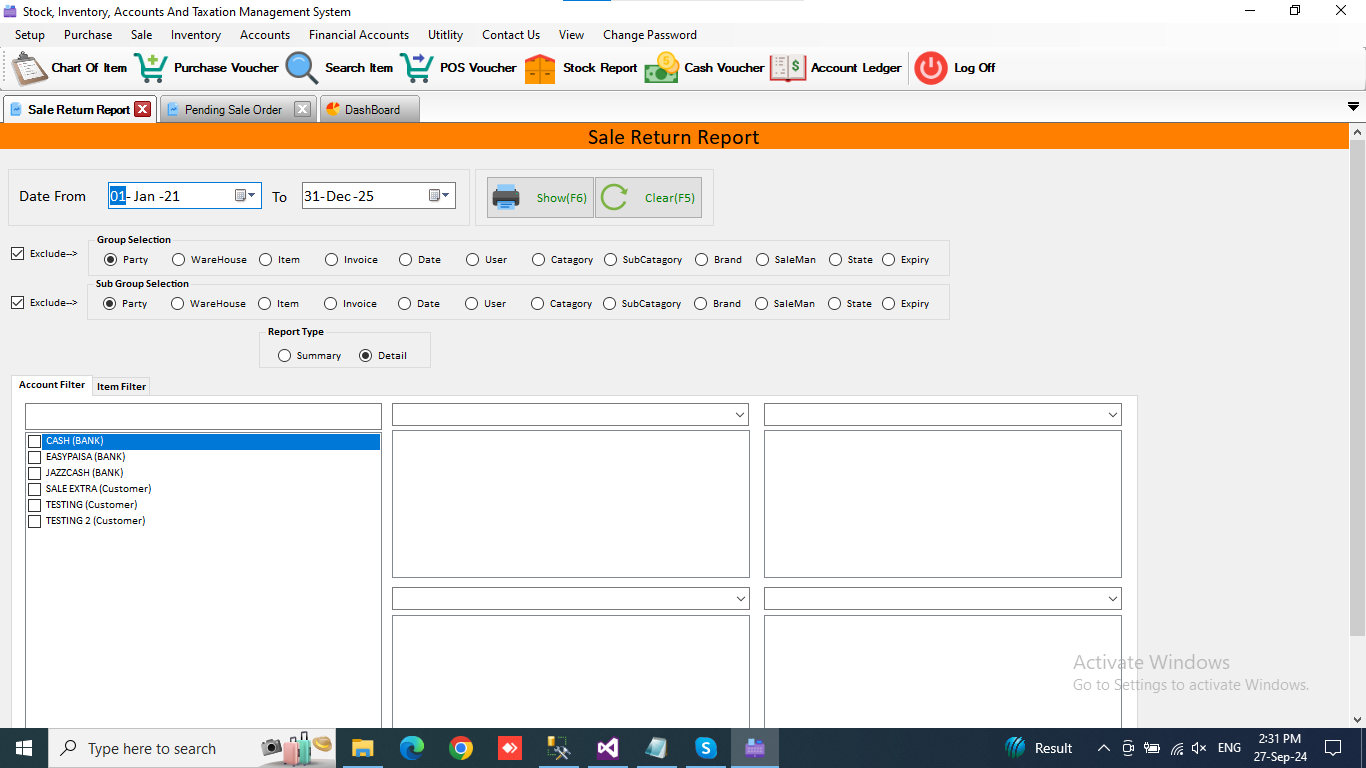 Stock, Inventory, Accounts And Taxation Management System
Setup Purchase Sale Inventory Accounts Financial Accounts Uttility Contact Us View Change Password
Chart Of Item Purchase Voucher Search Item POS Voucher Stock Report Cash Voucher Account Ledger Log Off
Sale Return Report Pending Sale Order DashBoard
Sale Return Report
Date From 01- Jan -21 To 31-Dec -25 Show(F6) Clear(F5)
Group Selection
Exclude--> Party WareHouse Item Invoice Date User Catagory SubCatagory Brand SaleMan State Expiry
Sub Group Selection
Exclude--> Party WareHouse Item Invoice Date User Catagory SubCatagory Brand SaleMan State Expiry
Report Type
Summary Detail
Account Filter Item Filter
CASH (BANK)
EASYPAISA (BANK)
JAZZCASH (BANK)
SALE EXTRA (Customer)
TESTING (Customer)
TESTING 2 (Customer)
Activate Windows
Go to Settings to activate Windows.
Type here to search Result ENG 2:31 PM
27-Sep-24